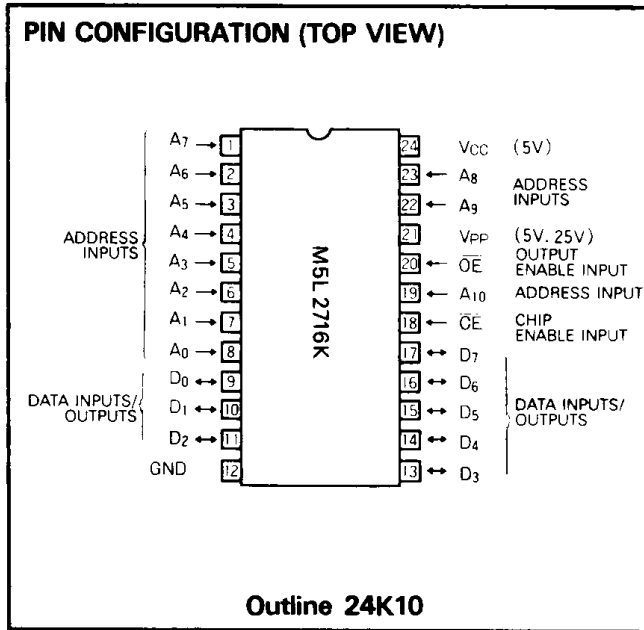 PIN CONFIGURATION (TOP VIEW)
A7 → 1
A6 → 2
A5 → 3
A4 → 4
A3 → 5
A2 → 6
A1 → 7
A0 → 8
D0 ↔ 9
D1 ↔ 10
D2 ↔ 11
GND 12
ADDRESS
INPUTS
DATA INPUTS/
OUTPUTS
M5L 2716K
24 VCC (5V)
23 ← A8
22 ← A9
ADDRESS
INPUTS
21 VPP (5V. 25V)
20 ← O̅E̅ OUTPUT
ENABLE INPUT
19 ← A10 ADDRESS INPUT
18 ← C̅E̅ CHIP
ENABLE INPUT
17 ↔ D7
16 ↔ D6
15 ↔ D5
14 ↔ D4
13 ↔ D3
DATA INPUTS/
OUTPUTS
Outline 24K10